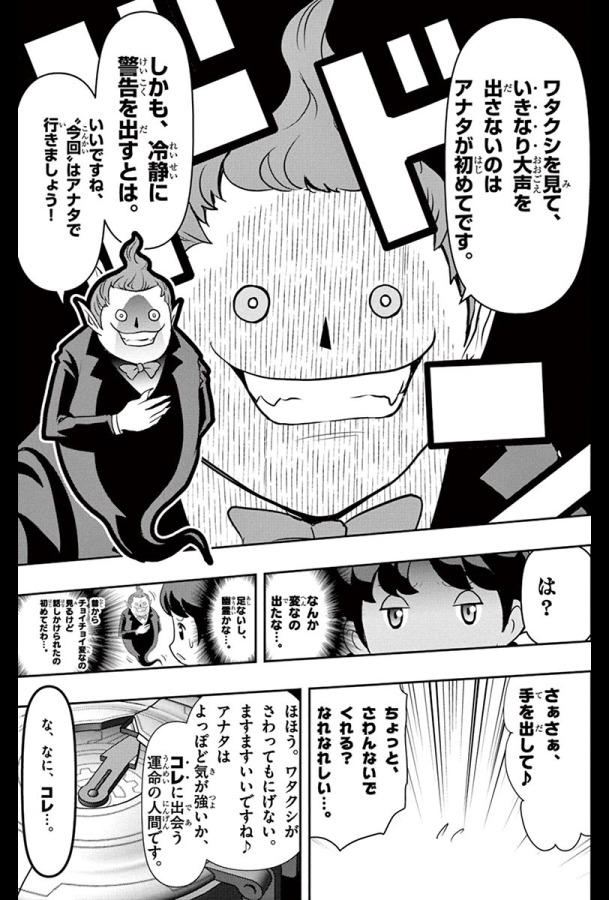 ワタクシを見て、
いきなり大声を
出さないのは
アナタが初めてです。
ドーン
しかも、冷静に
警告を出すとは。
いいですね、
“今回”はアナタで
行きましょう！
は？
なんか
変なの
出たな…。
足ないし、
幽霊かな…。
昔から
チョイチョイ変なの
見るけど
話しかけられたの
初めてだわ…。
さぁさぁ、
手を出して♪
ちょっと、
さわんないで
くれる？
なれなれしい…。
ほほう。ワタクシが
さわってもにげない。
ますますいいですね♪
アナタは
よっぽど気が強いか、
コレに出会う
運命の人間です。
な、なに、コレ…。